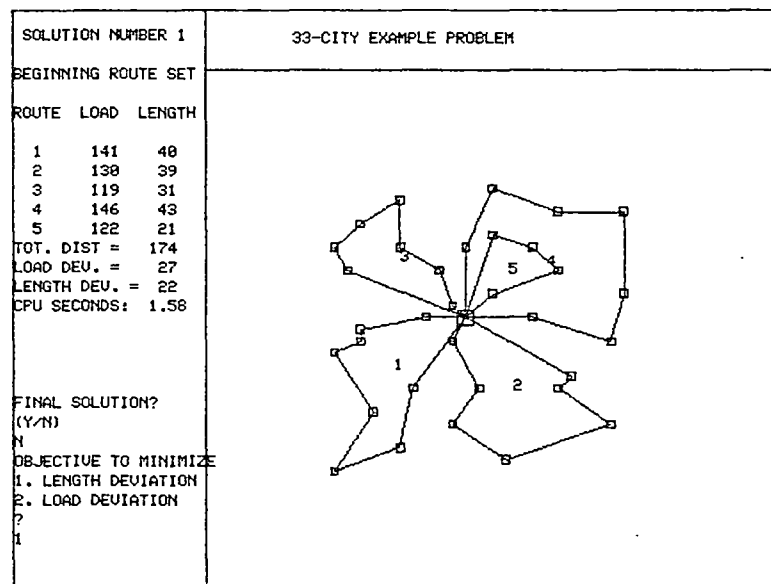 SOLUTION NUMBER 1
33-CITY EXAMPLE PROBLEM
BEGINNING ROUTE SET
ROUTE LOAD LENGTH
1 141 40
2 130 39
3 119 31
4 146 43
5 122 21
TOT. DIST = 174
LOAD DEV. = 27
LENGTH DEV. = 22
CPU SECONDS: 1.58
FINAL SOLUTION?
(Y/N)
N
OBJECTIVE TO MINIMIZE
1. LENGTH DEVIATION
2. LOAD DEVIATION
?
1
3
5
4
1
2